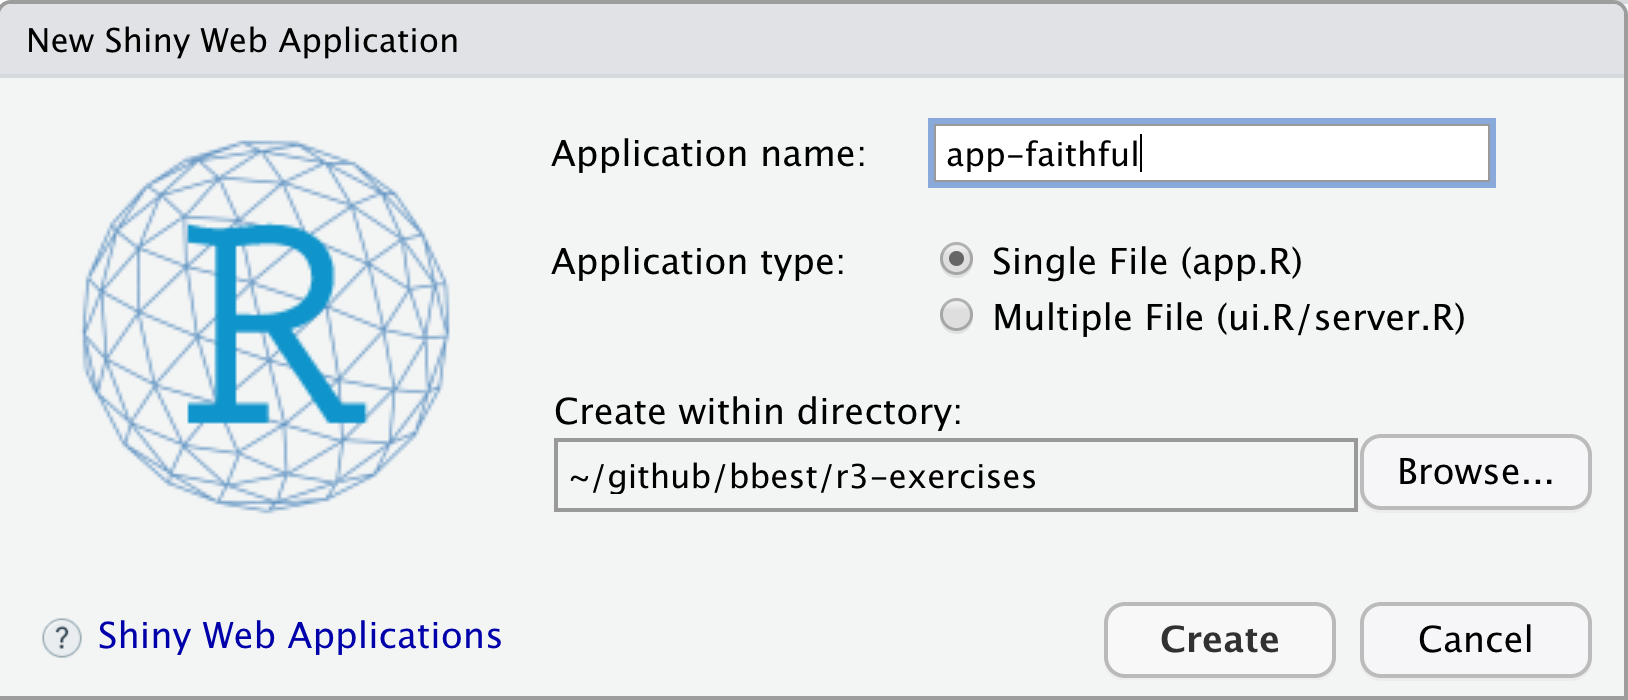 New Shiny Web Application
R
Application name: app-faithful
Application type: Single File (app.R)
Multiple File (ui.R/server.R)
Create within directory:
~/github/bbest/r3-exercises Browse...
? Shiny Web Applications Create Cancel